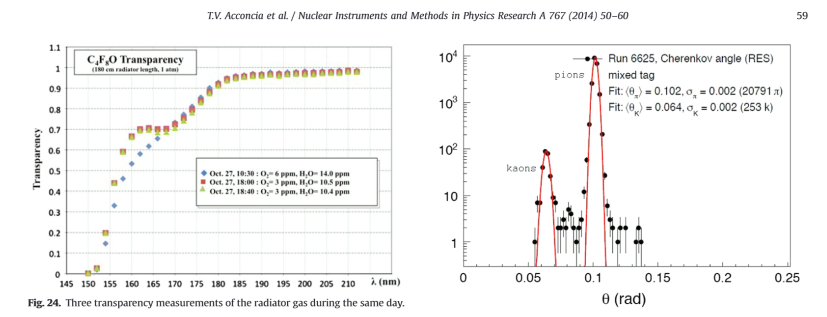 T.V. Acconcia et al. / Nuclear Instruments and Methods in Physics Research A 767 (2014) 50–60
59
C4F8O Transparency
(180 cm radiator length, 1 atm)
Transparency
1.1
1
0.9
0.8
0.7
0.6
0.5
0.4
0.3
0.2
0.1
0
Oct. 27, 10:30 : O2= 6 ppm, H2O= 14.0 ppm
Oct. 27, 18:00 : O2= 3 ppm, H2O= 10.5 ppm
Oct. 27, 18:40 : O2= 3 ppm, H2O= 10.4 ppm
145 150 155 160 165 170 175 180 185 190 195 200 205 210 λ (nm)
Fig. 24. Three transparency measurements of the radiator gas during the same day.
10^4
10^3
10^2
10
1
Run 6625, Cherenkov angle (RES)
mixed tag
Fit: ⟨θπ⟩ = 0.102, σπ = 0.002 (20791 π)
Fit: ⟨θK⟩ = 0.064, σK = 0.002 (253 k)
pions
kaons
0 0.05 0.1 0.15 0.2 0.25
θ (rad)